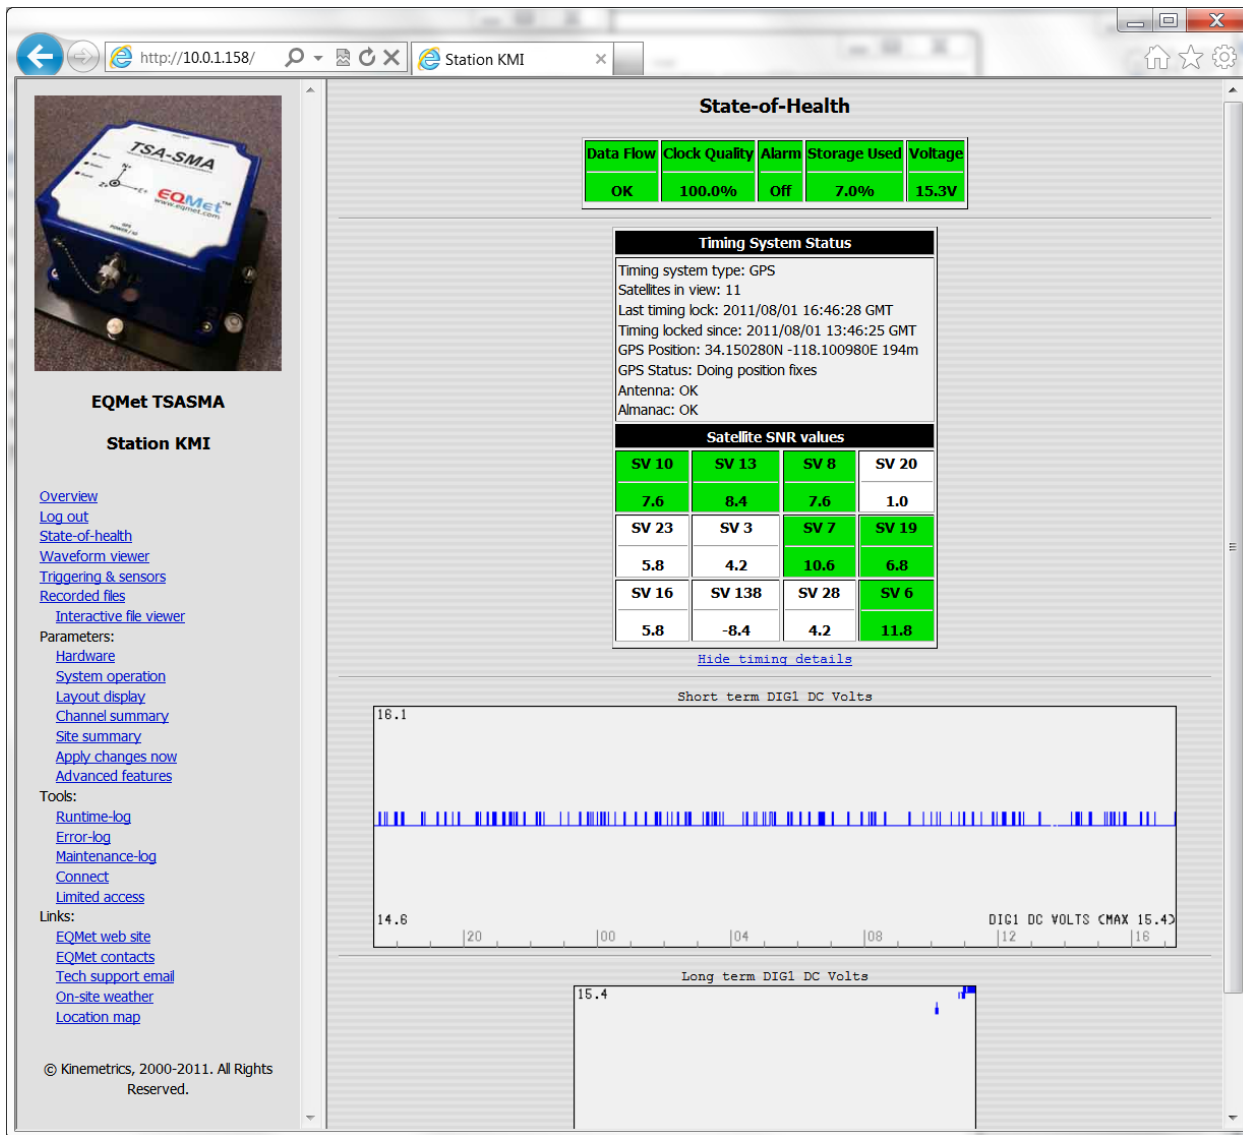 http://10.0.1.158/
Station KMI
TSA-SMA
N+
Z+
E+
EQMet™
www.eqmet.com
GPS
POWER / IO
EQMet TSASMA
Station KMI
Overview
Log out
State-of-health
Waveform viewer
Triggering & sensors
Recorded files
Interactive file viewer
Parameters:
Hardware
System operation
Layout display
Channel summary
Site summary
Apply changes now
Advanced features
Tools:
Runtime-log
Error-log
Maintenance-log
Connect
Limited access
Links:
EQMet web site
EQMet contacts
Tech support email
On-site weather
Location map
© Kinemetrics, 2000-2011. All Rights
Reserved.
State-of-Health
Data Flow Clock Quality Alarm Storage Used Voltage
OK 100.0% Off 7.0% 15.3V
Timing System Status
Timing system type: GPS
Satellites in view: 11
Last timing lock: 2011/08/01 16:46:28 GMT
Timing locked since: 2011/08/01 13:46:25 GMT
GPS Position: 34.150280N -118.100980E 194m
GPS Status: Doing position fixes
Antenna: OK
Almanac: OK
Satellite SNR values
SV 10 SV 13 SV 8 SV 20
7.6 8.4 7.6 1.0
SV 23 SV 3 SV 7 SV 19
5.8 4.2 10.6 6.8
SV 16 SV 138 SV 28 SV 6
5.8 -8.4 4.2 11.8
Hide timing details
Short term DIG1 DC Volts
16.1
14.6
DIG1 DC VOLTS (MAX 15.4)
20 00 04 08 12 16
Long term DIG1 DC Volts
15.4